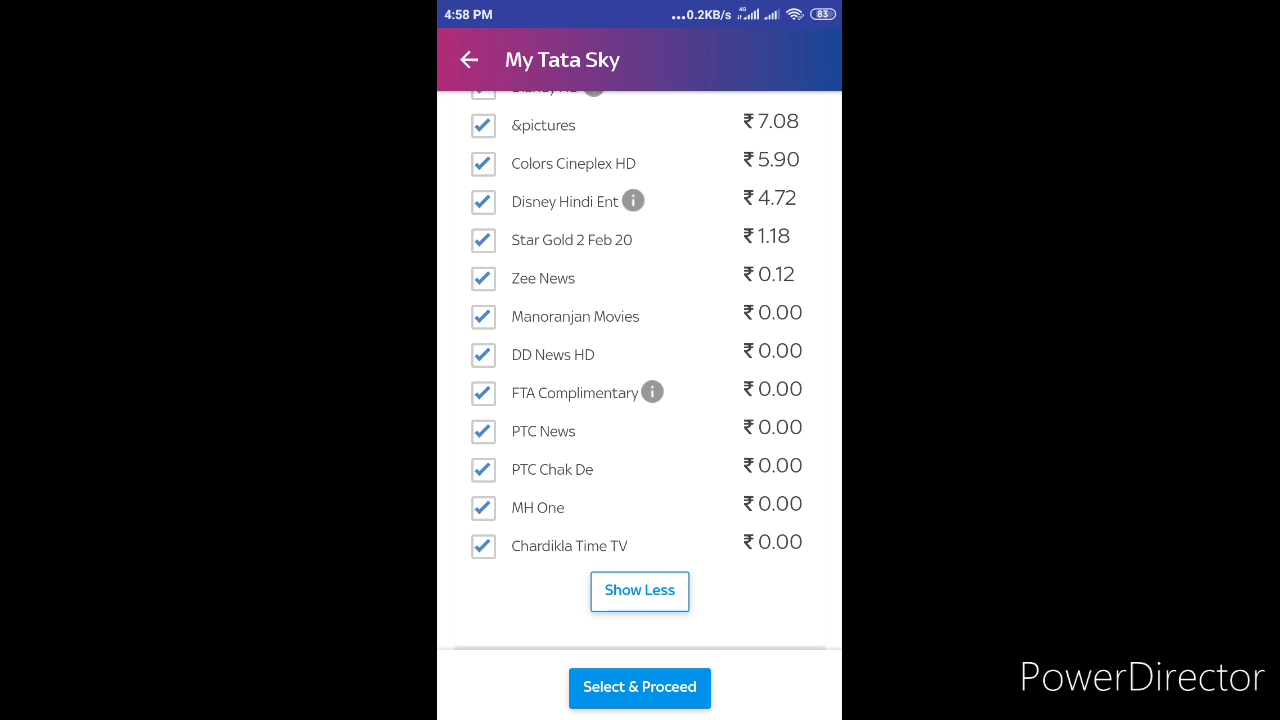 4:58 PM ...0.2KB/s 4G 83
My Tata Sky
&pictures ₹ 7.08
Colors Cineplex HD ₹ 5.90
Disney Hindi Ent i ₹ 4.72
Star Gold 2 Feb 20 ₹ 1.18
Zee News ₹ 0.12
Manoranjan Movies ₹ 0.00
DD News HD ₹ 0.00
FTA Complimentary i ₹ 0.00
PTC News ₹ 0.00
PTC Chak De ₹ 0.00
MH One ₹ 0.00
Chardikla Time TV ₹ 0.00
Show Less
Select & Proceed
PowerDirector